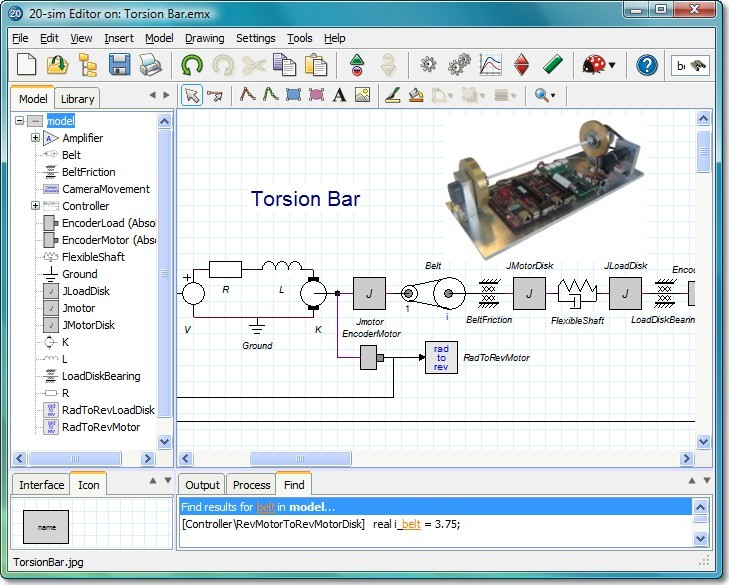 20-sim Editor on: Torsion Bar.emx
File Edit View Insert Model Drawing Settings Tools Help
Model Library
model
Amplifier
Belt
BeltFriction
CameraMovement
Controller
EncoderLoad (Abso
EncoderMotor (Abs
FlexibleShaft
Ground
JLoadDisk
Jmotor
JMotorDisk
K
L
LoadDiskBearing
R
RadToRevLoadDisk
RadToRevMotor
Torsion Bar
V
R
L
K
Ground
J
Jmotor
EncoderMotor
Belt
1
i
BeltFriction
JMotorDisk
J
FlexibleShaft
JLoadDisk
J
LoadDiskBearin
Encod
rad
to
rev
RadToRevMotor
Interface Icon
name
Output Process Find
Find results for belt in model...
[Controller\RevMotorToRevMotorDisk] real i_belt = 3.75;
TorsionBar.jpg